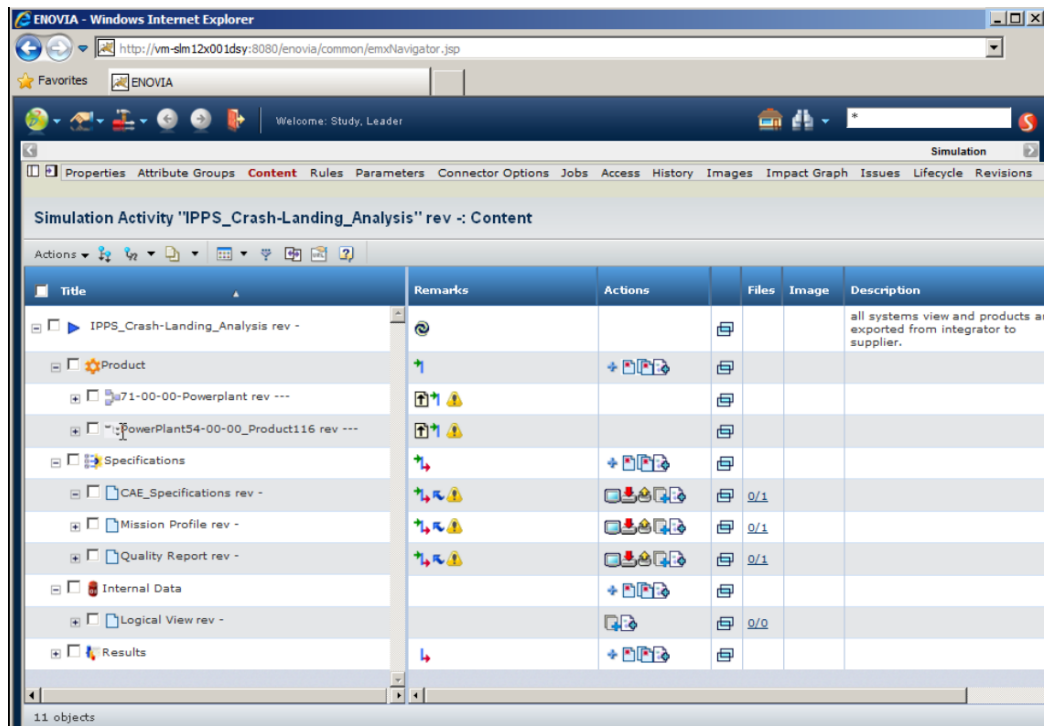 ENOVIA - Windows Internet Explorer
http://vm-slm12x001dsy:8080/enovia/common/emxNavigator.jsp
Favorites ENOVIA
Welcome: Study, Leader *
Simulation
Properties Attribute Groups Content Rules Parameters Connector Options Jobs Access History Images Impact Graph Issues Lifecycle Revisions
Simulation Activity "IPPS_Crash-Landing_Analysis" rev -: Content
Actions
Title Remarks Actions Files Image Description
IPPS_Crash-Landing_Analysis rev -
all systems view and products
exported from integrator to
supplier.
Product
71-00-00-Powerplant rev ---
PowerPlant54-00-00_Product116 rev ---
Specifications
CAE_Specifications rev - 0/1
Mission Profile rev - 0/1
Quality Report rev - 0/1
Internal Data
Logical View rev - 0/0
Results
11 objects